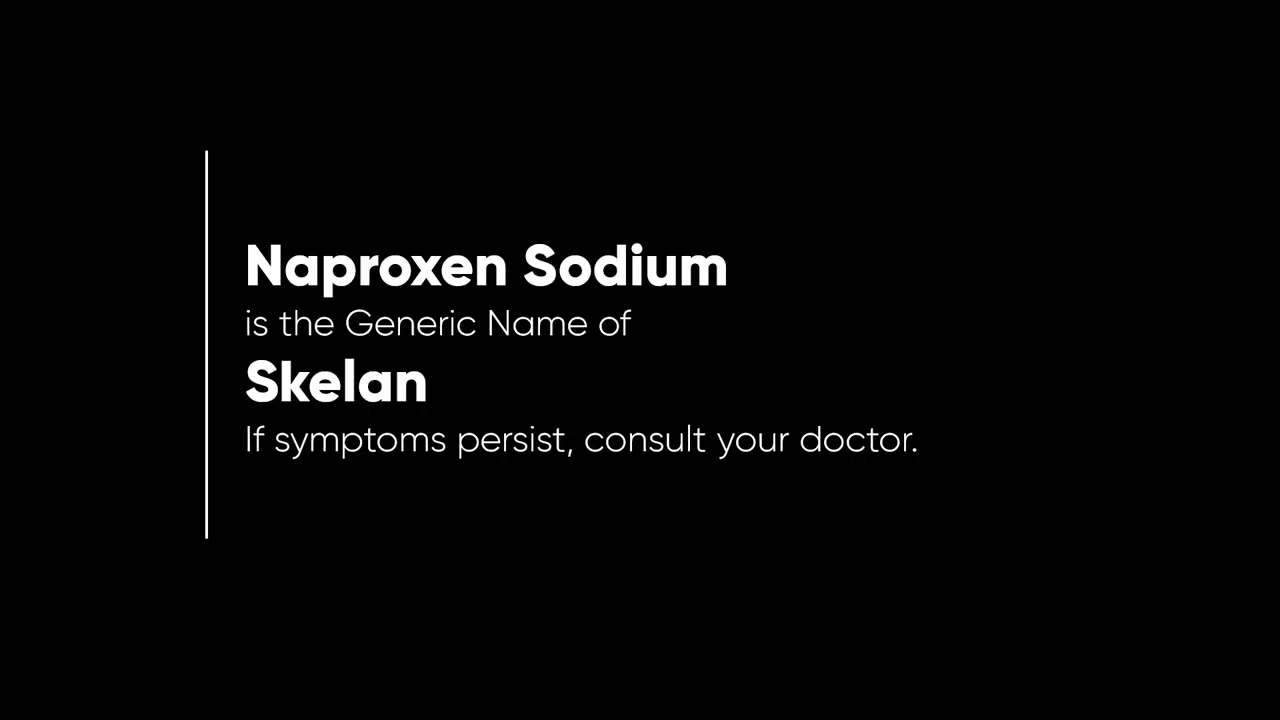 Naproxen Sodium
is the Generic Name of
Skelan
If symptoms persist, consult your doctor.